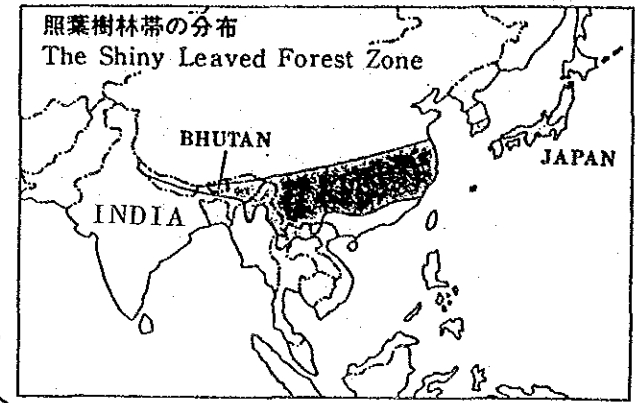 照葉樹林帯の分布
The Shiny Leaved Forest Zone
BHUTAN
JAPAN
INDIA